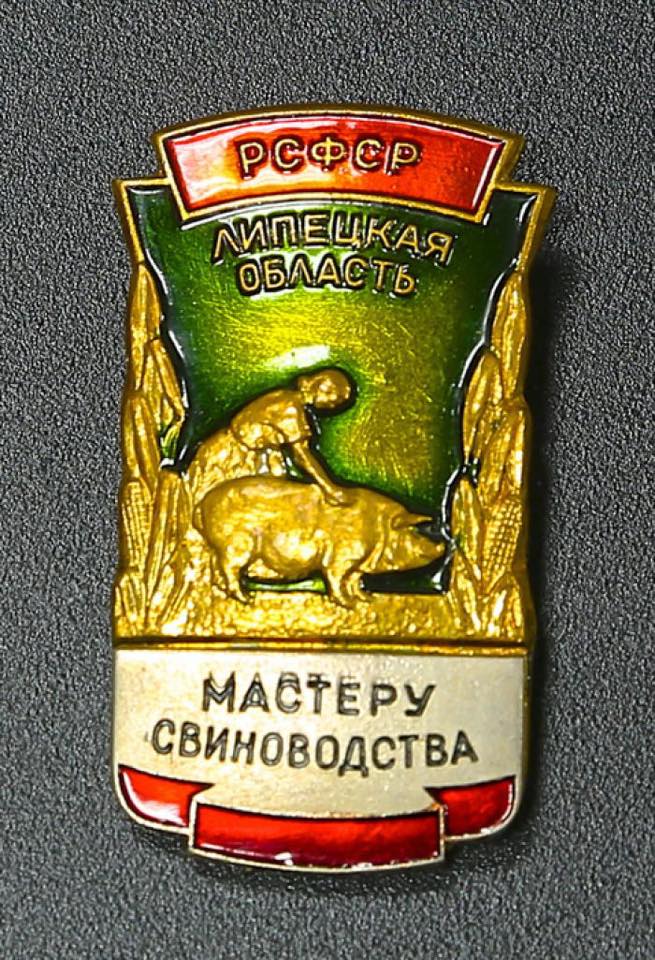 РСФСР
ЛИПЕЦКАЯ
ОБЛАСТЬ
МАСТЕРУ
СВИНОВОДСТВА